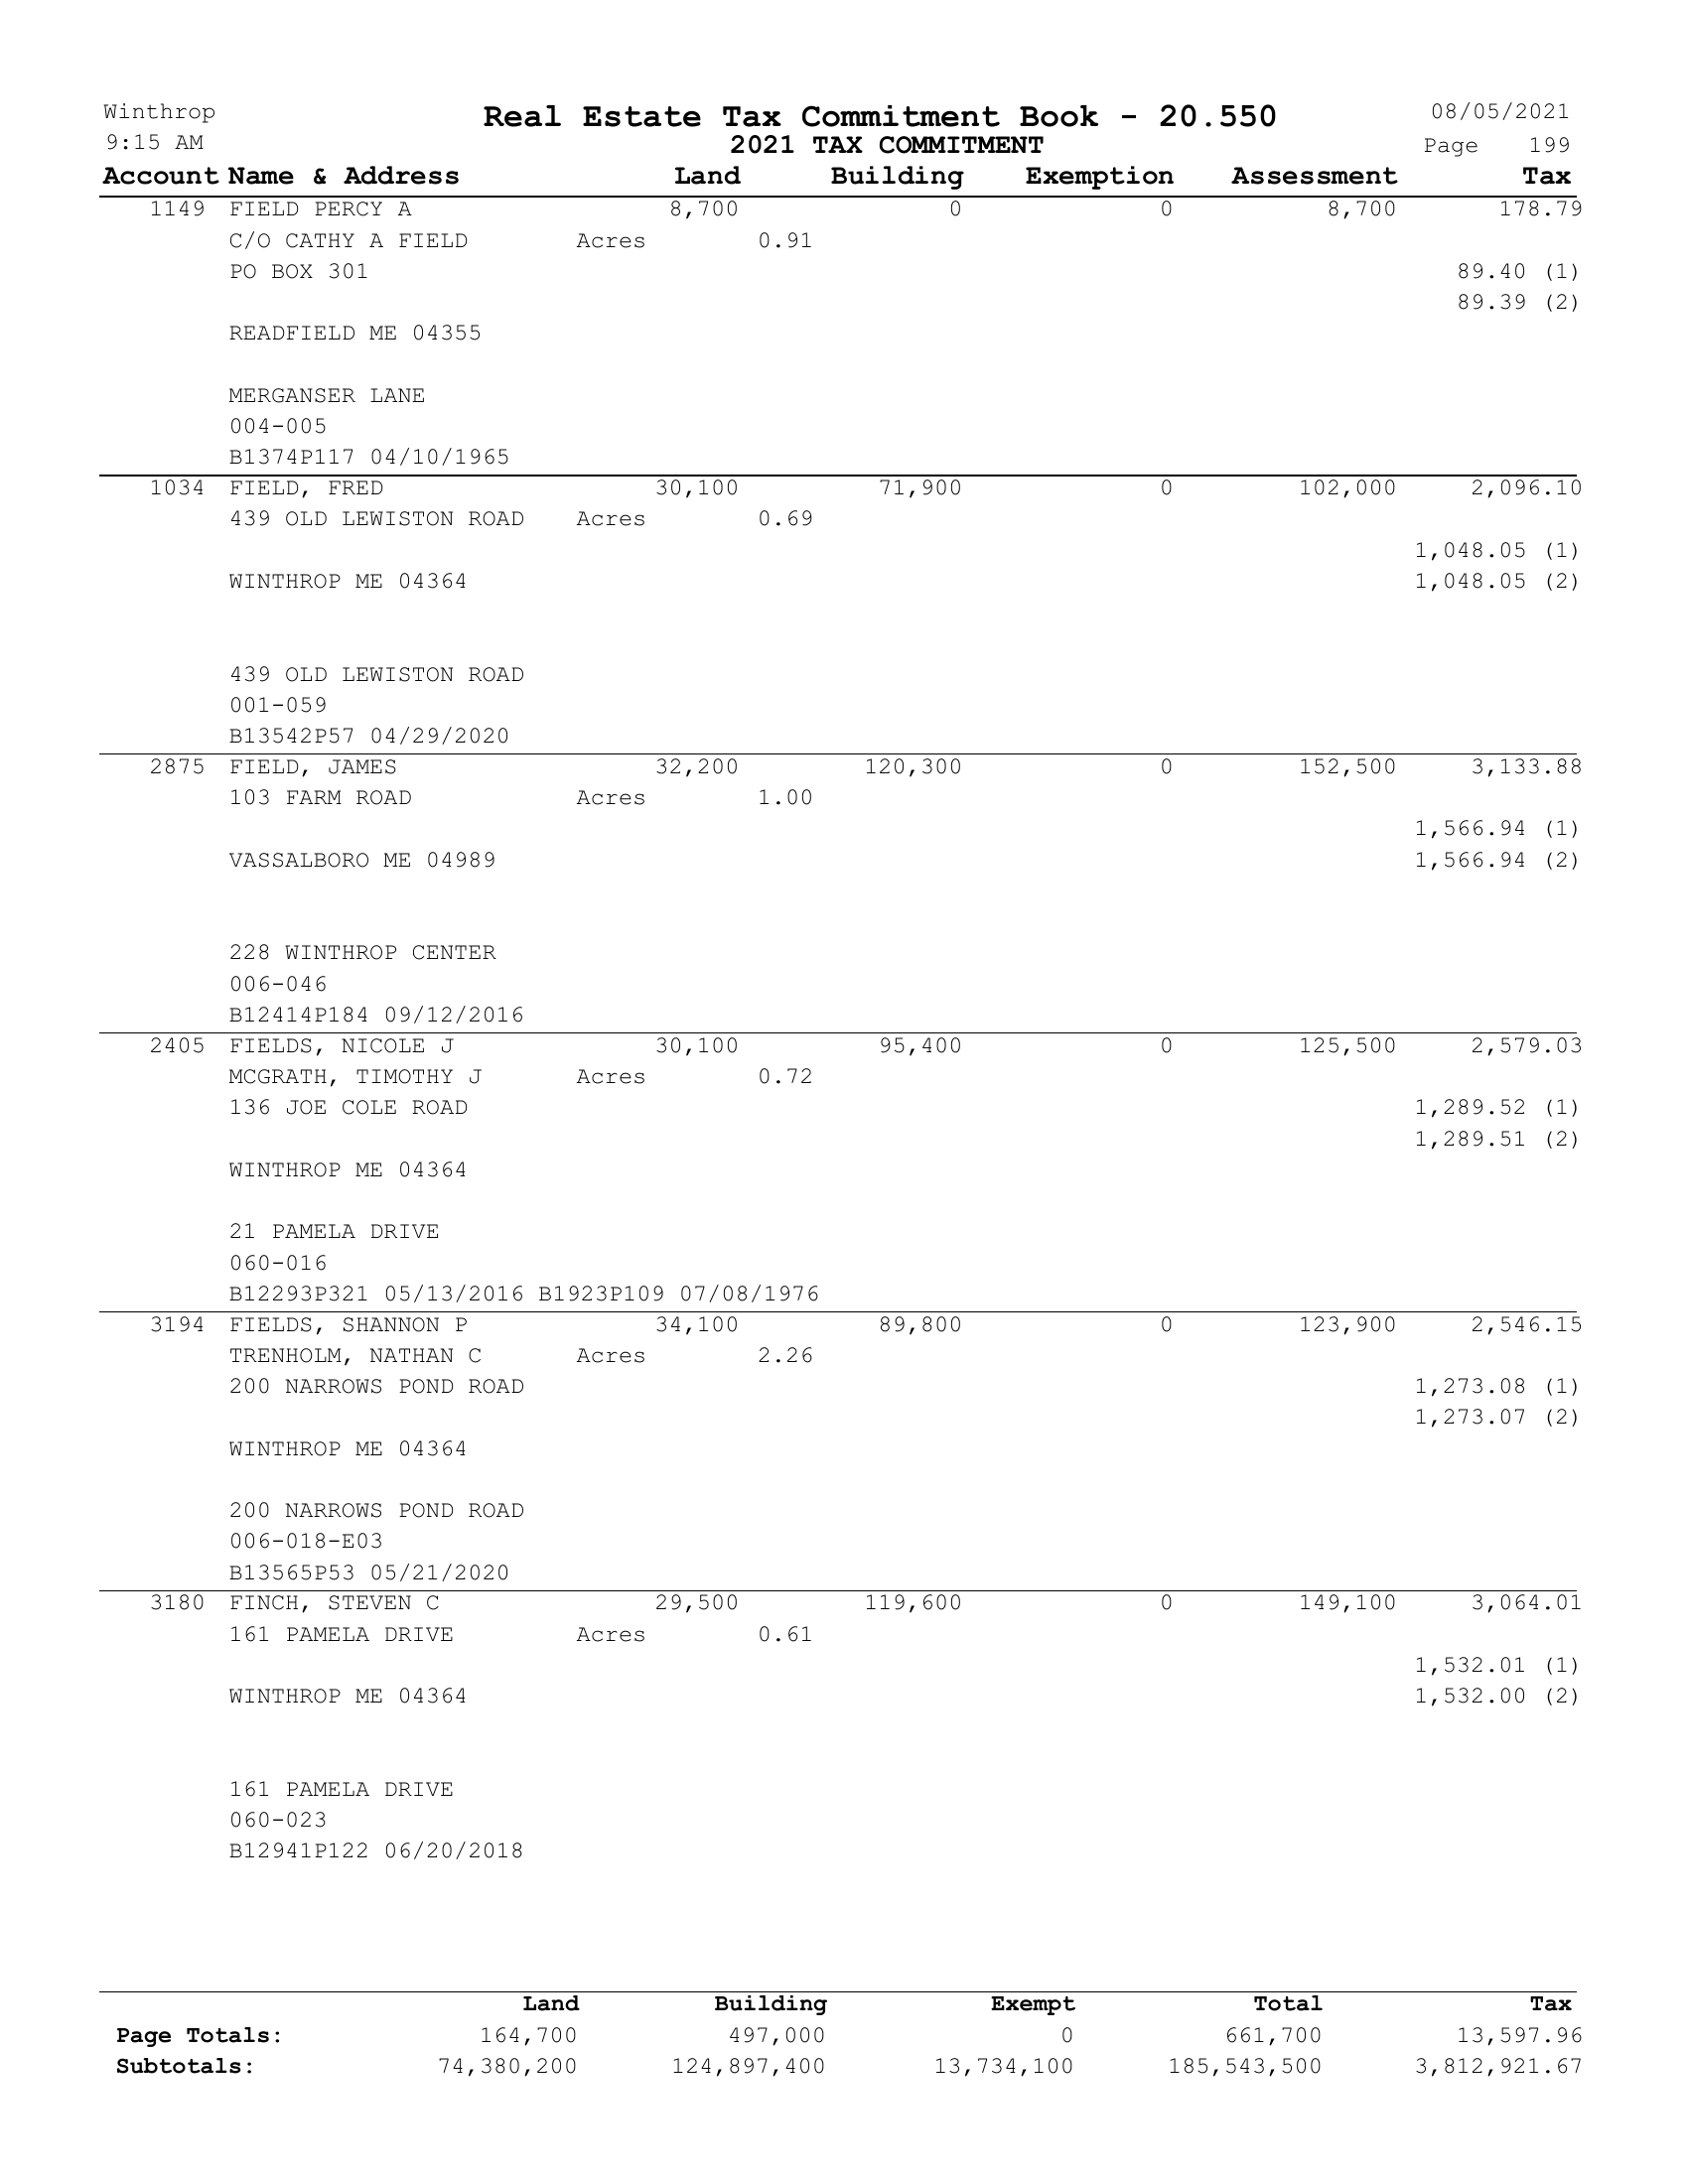 Winthrop Real Estate Tax Commitment Book - 20.550 08/05/2021
9:15 AM 2021 TAX COMMITMENT Page 199
Account Name & Address Land Building Exemption Assessment Tax
1149 FIELD PERCY A 8,700 0 0 8,700 178.79
C/O CATHY A FIELD Acres 0.91
PO BOX 301 89.40 (1)
89.39 (2)
READFIELD ME 04355
MERGANSER LANE
004-005
B1374P117 04/10/1965
1034 FIELD, FRED 30,100 71,900 0 102,000 2,096.10
439 OLD LEWISTON ROAD Acres 0.69
1,048.05 (1)
WINTHROP ME 04364 1,048.05 (2)
439 OLD LEWISTON ROAD
001-059
B13542P57 04/29/2020
2875 FIELD, JAMES 32,200 120,300 0 152,500 3,133.88
103 FARM ROAD Acres 1.00
1,566.94 (1)
VASSALBORO ME 04989 1,566.94 (2)
228 WINTHROP CENTER
006-046
B12414P184 09/12/2016
2405 FIELDS, NICOLE J 30,100 95,400 0 125,500 2,579.03
MCGRATH, TIMOTHY J Acres 0.72
136 JOE COLE ROAD 1,289.52 (1)
1,289.51 (2)
WINTHROP ME 04364
21 PAMELA DRIVE
060-016
B12293P321 05/13/2016 B1923P109 07/08/1976
3194 FIELDS, SHANNON P 34,100 89,800 0 123,900 2,546.15
TRENHOLM, NATHAN C Acres 2.26
200 NARROWS POND ROAD 1,273.08 (1)
1,273.07 (2)
WINTHROP ME 04364
200 NARROWS POND ROAD
006-018-E03
B13565P53 05/21/2020
3180 FINCH, STEVEN C 29,500 119,600 0 149,100 3,064.01
161 PAMELA DRIVE Acres 0.61
1,532.01 (1)
WINTHROP ME 04364 1,532.00 (2)
161 PAMELA DRIVE
060-023
B12941P122 06/20/2018
Land Building Exempt Total Tax
Page Totals: 164,700 497,000 0 661,700 13,597.96
Subtotals: 74,380,200 124,897,400 13,734,100 185,543,500 3,812,921.67